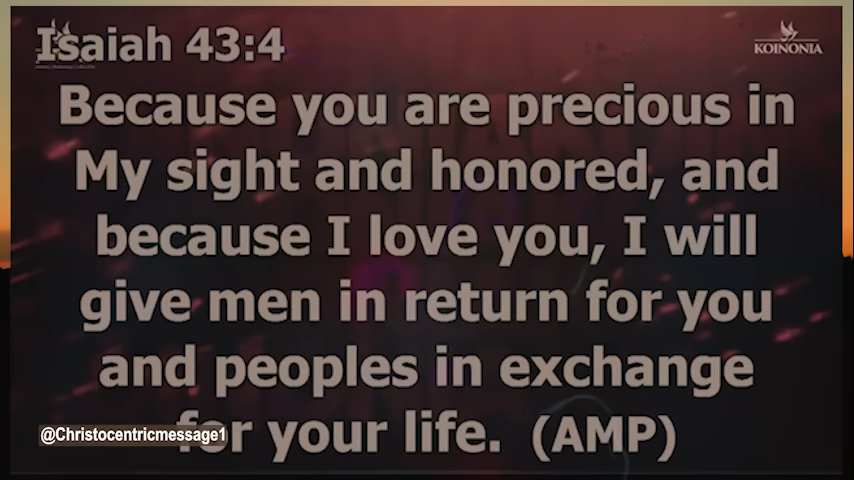 Isaiah 43:4
KOINONIA
Because you are precious in
My sight and honored, and
because I love you, I will
give men in return for you
and peoples in exchange
for your life. (AMP)
@Christocentricmessage1